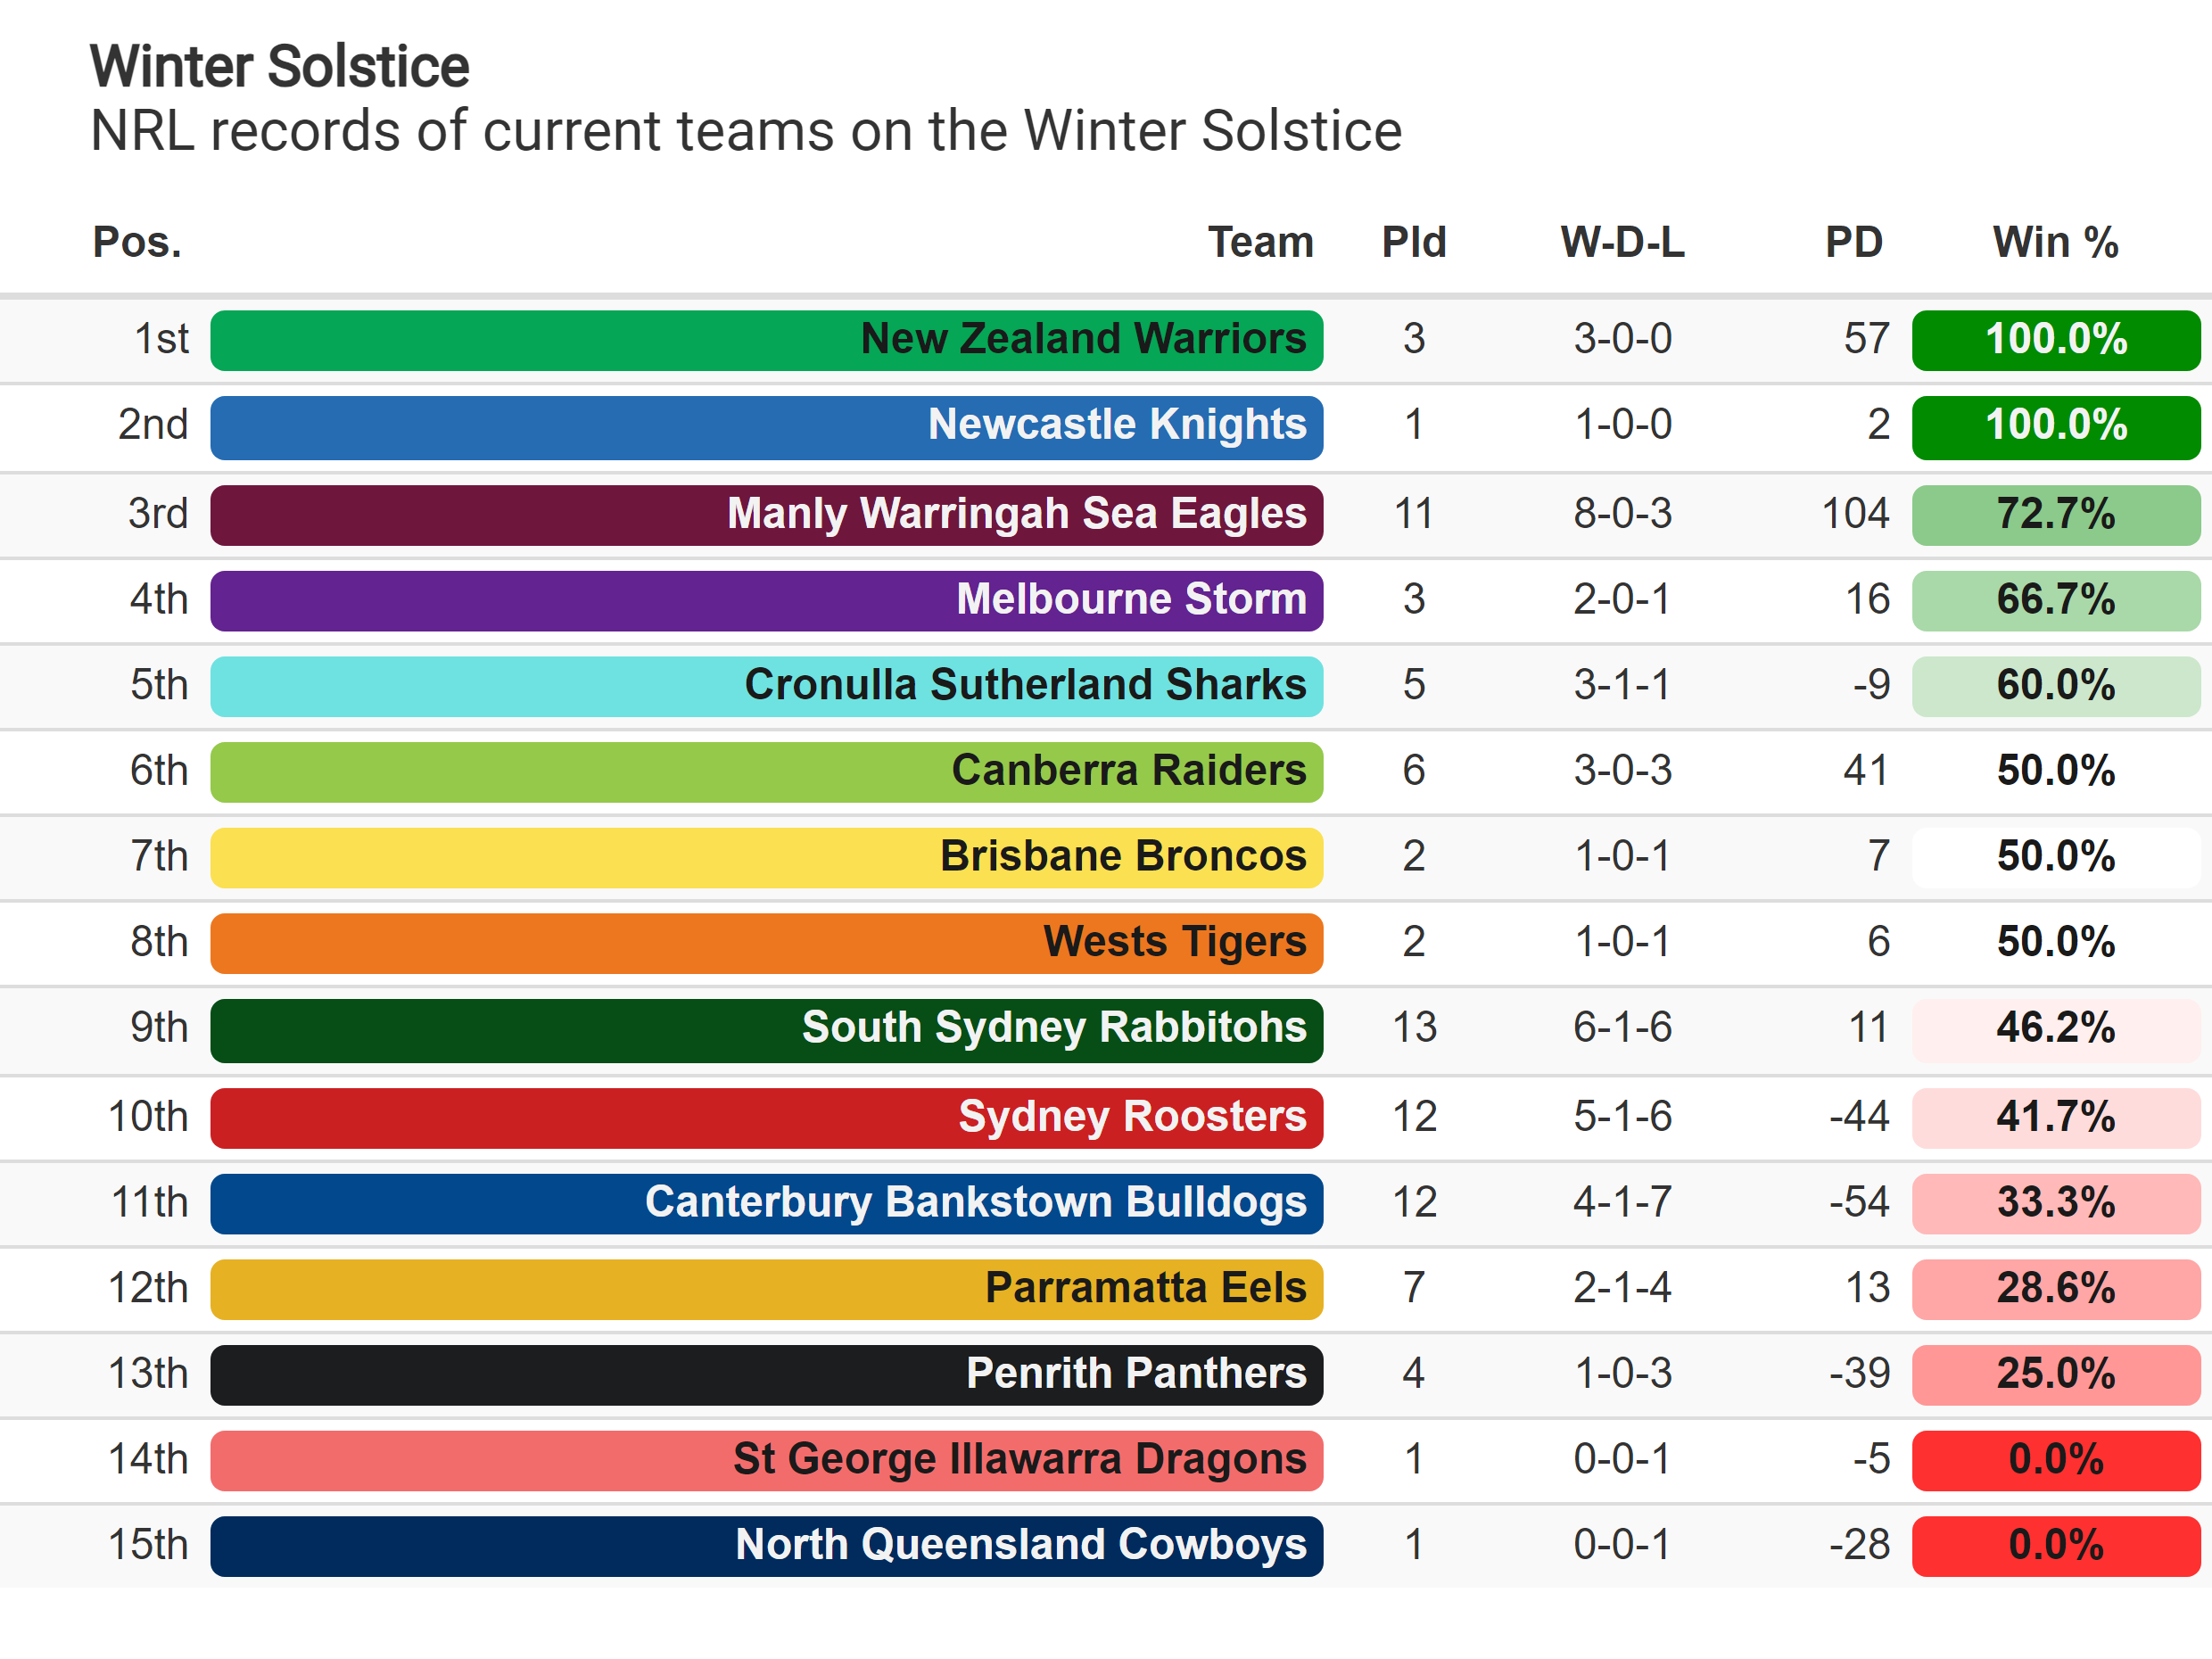 Winter Solstice
NRL records of current teams on the Winter Solstice
Pos. Team Pld W-D-L PD Win %
1st New Zealand Warriors 3 3-0-0 57 100.0%
2nd Newcastle Knights 1 1-0-0 2 100.0%
3rd Manly Warringah Sea Eagles 11 8-0-3 104 72.7%
4th Melbourne Storm 3 2-0-1 16 66.7%
5th Cronulla Sutherland Sharks 5 3-1-1 -9 60.0%
6th Canberra Raiders 6 3-0-3 41 50.0%
7th Brisbane Broncos 2 1-0-1 7 50.0%
8th Wests Tigers 2 1-0-1 6 50.0%
9th South Sydney Rabbitohs 13 6-1-6 11 46.2%
10th Sydney Roosters 12 5-1-6 -44 41.7%
11th Canterbury Bankstown Bulldogs 12 4-1-7 -54 33.3%
12th Parramatta Eels 7 2-1-4 13 28.6%
13th Penrith Panthers 4 1-0-3 -39 25.0%
14th St George Illawarra Dragons 1 0-0-1 -5 0.0%
15th North Queensland Cowboys 1 0-0-1 -28 0.0%